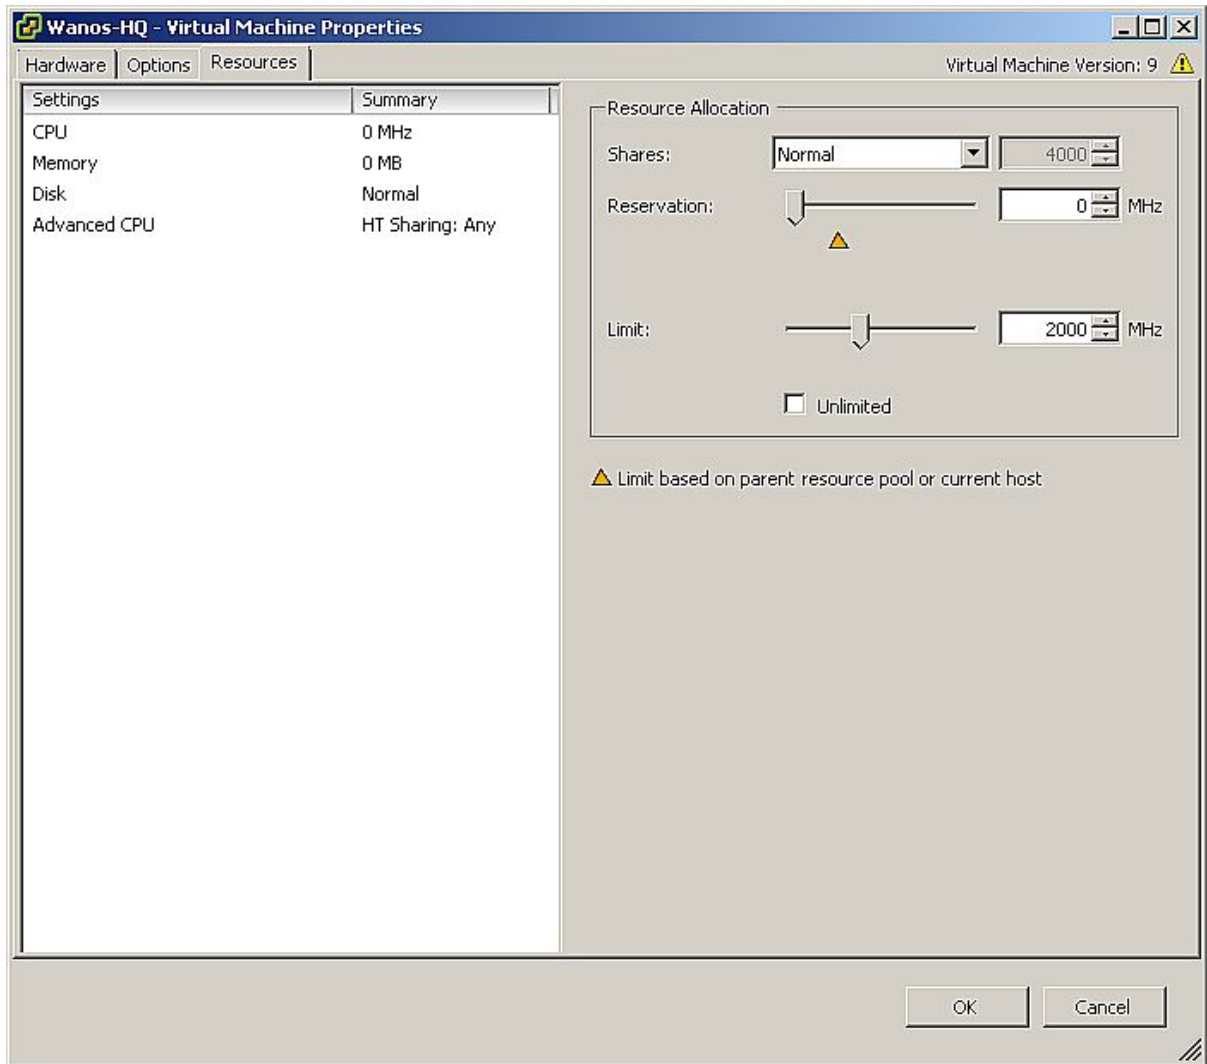 Wanos-HQ - Virtual Machine Properties
Hardware Options Resources Virtual Machine Version: 9
Settings Summary
CPU 0 MHz
Memory 0 MB
Disk Normal
Advanced CPU HT Sharing: Any
Resource Allocation
Shares: Normal 4000
Reservation: 0 MHz
Limit: 2000 MHz
Unlimited
Limit based on parent resource pool or current host
OK Cancel